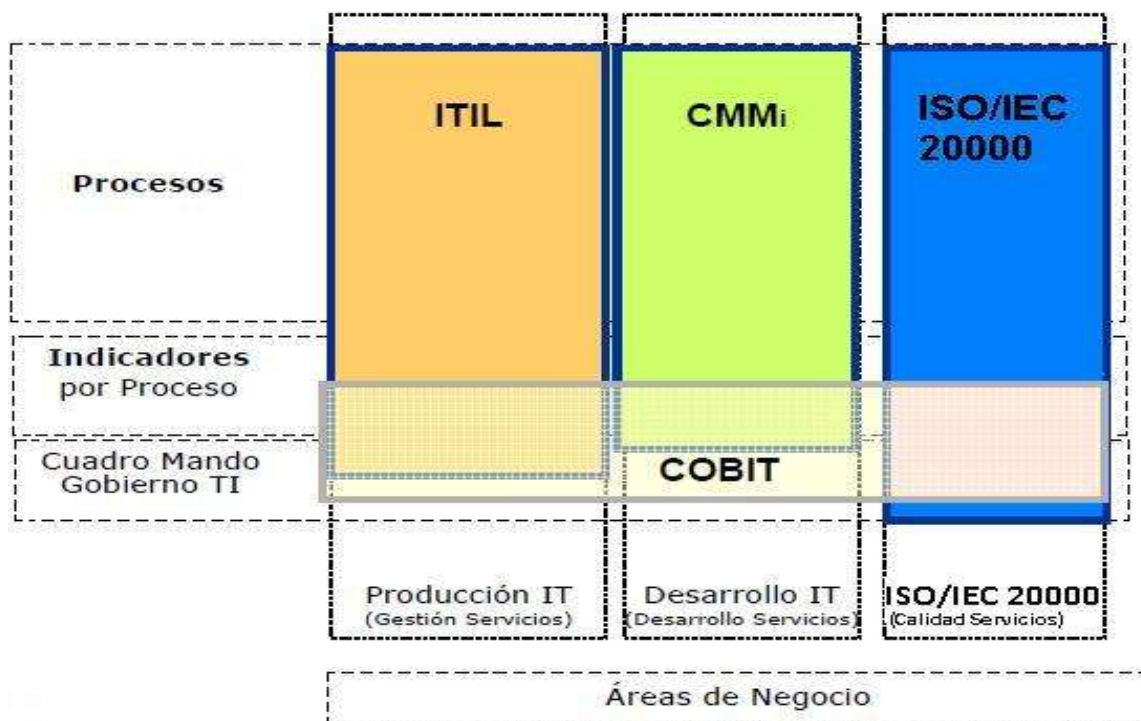 ITIL
CMMi
ISO/IEC
20000
Procesos
Indicadores
por Proceso
Cuadro Mando
Gobierno TI
COBIT
Producción IT
(Gestión Servicios)
Desarrollo IT
(Desarrollo Servicios)
ISO/IEC 20000
(Calidad Servicios)
Áreas de Negocio